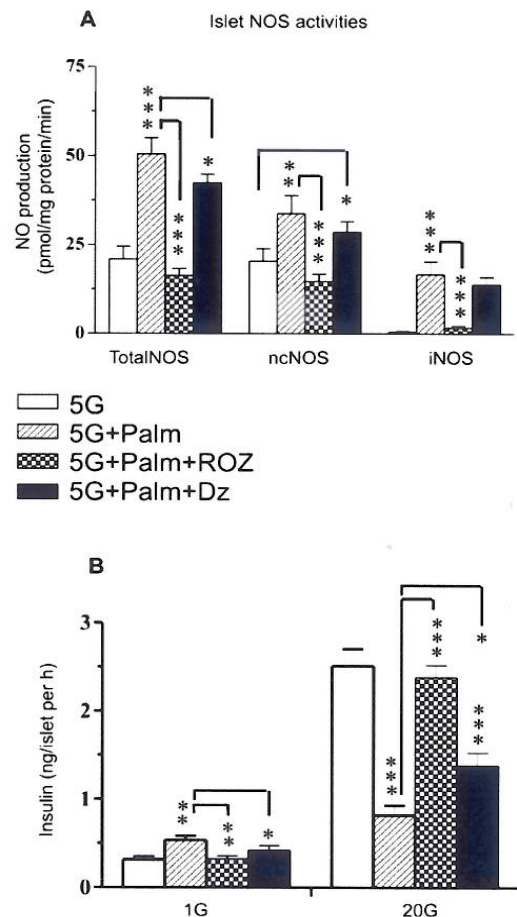 A
Islet NOS activities
NO production
(pmol/mg protein/min)
75
50
25
0
***
***
*
**
***
*
***
***
TotalNOS
ncNOS
iNOS
5G
5G+Palm
5G+Palm+ROZ
5G+Palm+Dz
B
Insulin (ng/islet per h)
3
2
1
0
**
**
*
***
***
*
***
1G
20G